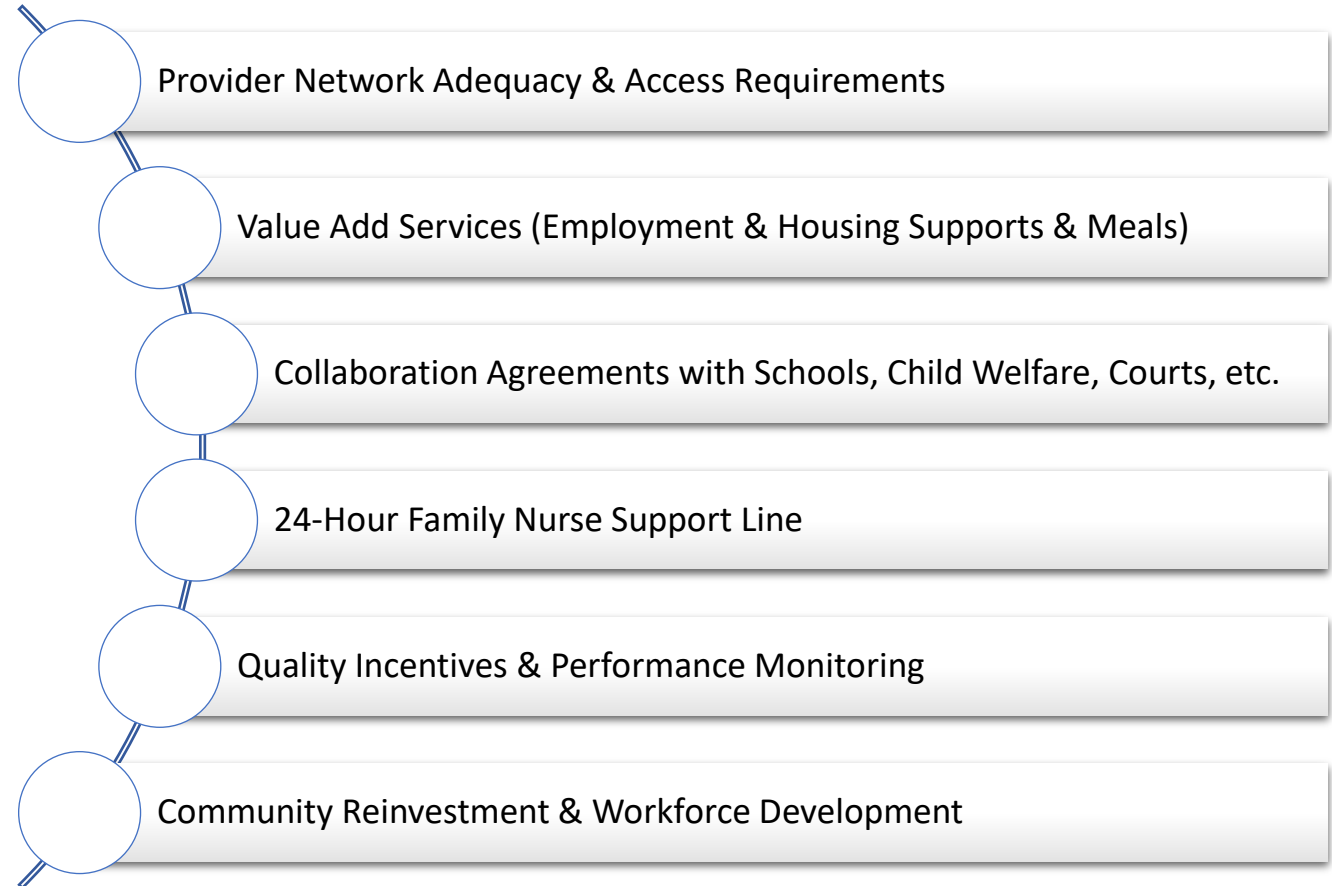 Provider Network Adequacy & Access Requirements
Value Add Services (Employment & Housing Supports & Meals)
Collaboration Agreements with Schools, Child Welfare, Courts, etc.
24-Hour Family Nurse Support Line
Quality Incentives & Performance Monitoring
Community Reinvestment & Workforce Development